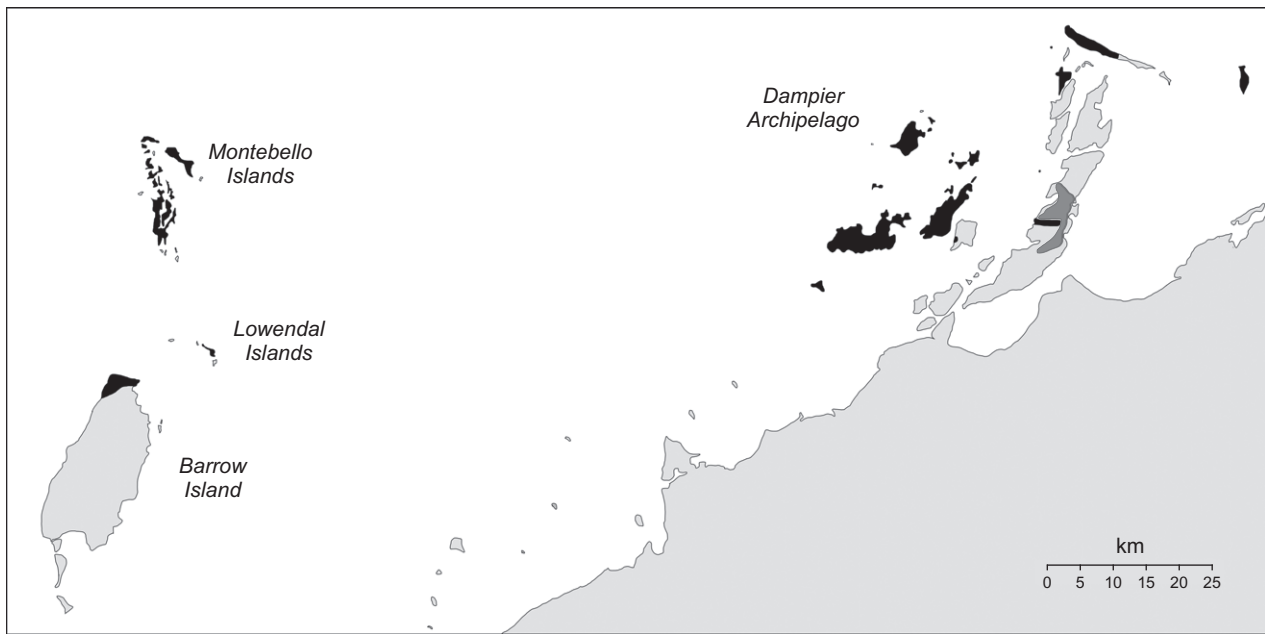 Dampier
Archipelago
Montebello
Islands
Lowendal
Islands
Barrow
Island
km
0 5 10 15 20 25